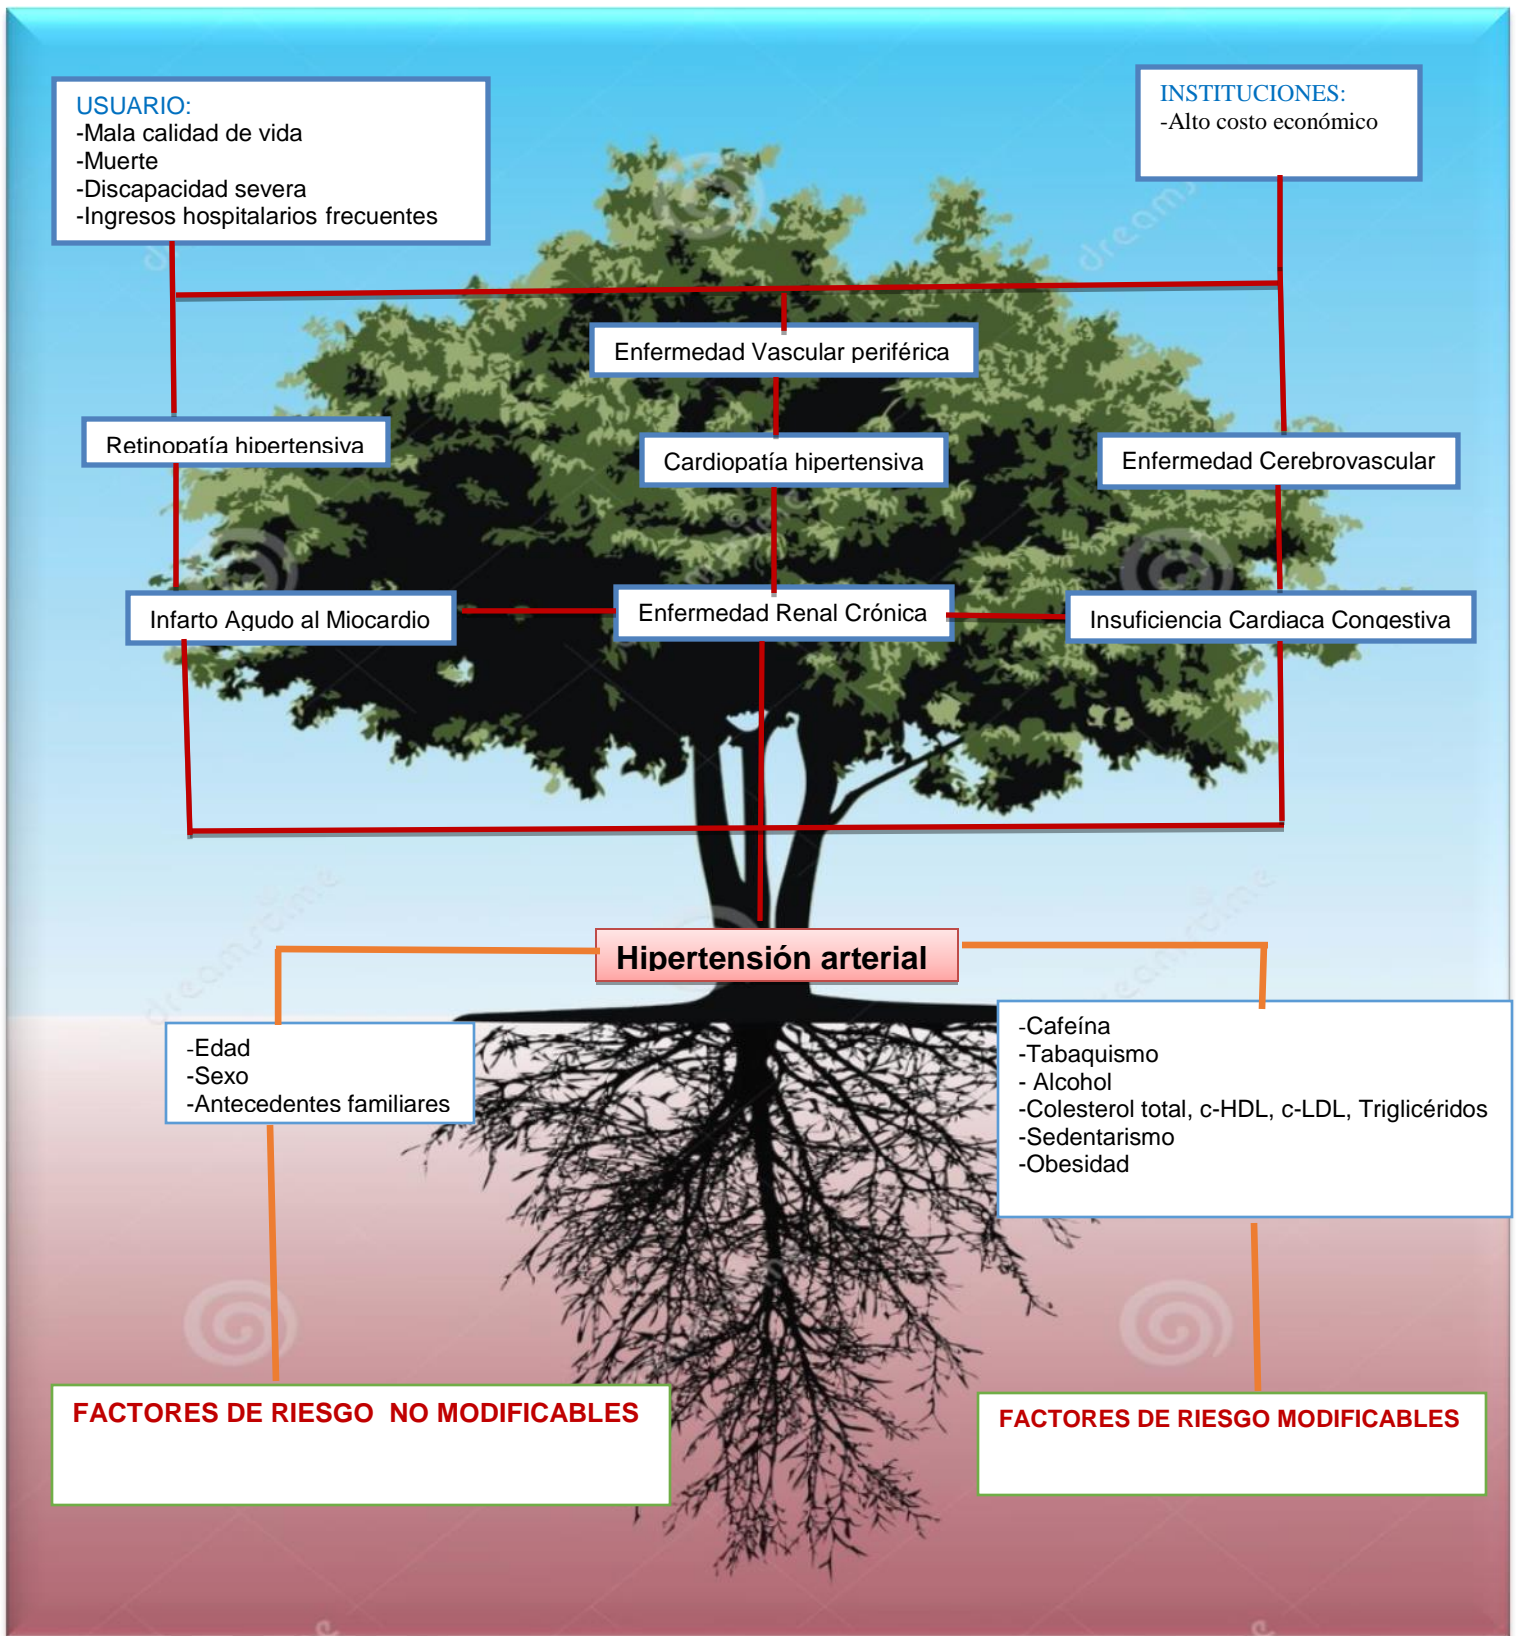 USUARIO:
-Mala calidad de vida
-Muerte
-Discapacidad severa
-Ingresos hospitalarios frecuentes
INSTITUCIONES:
-Alto costo económico
Enfermedad Vascular periférica
Retinopatía hipertensiva
Cardiopatía hipertensiva
Enfermedad Cerebrovascular
Infarto Agudo al Miocardio
Enfermedad Renal Crónica
Insuficiencia Cardiaca Congestiva
Hipertensión arterial
-Edad
-Sexo
-Antecedentes familiares
-Cafeína
-Tabaquismo
- Alcohol
-Colesterol total, c-HDL, c-LDL, Triglicéridos
-Sedentarismo
-Obesidad
FACTORES DE RIESGO  NO MODIFICABLES
FACTORES DE RIESGO MODIFICABLES
dreamstime